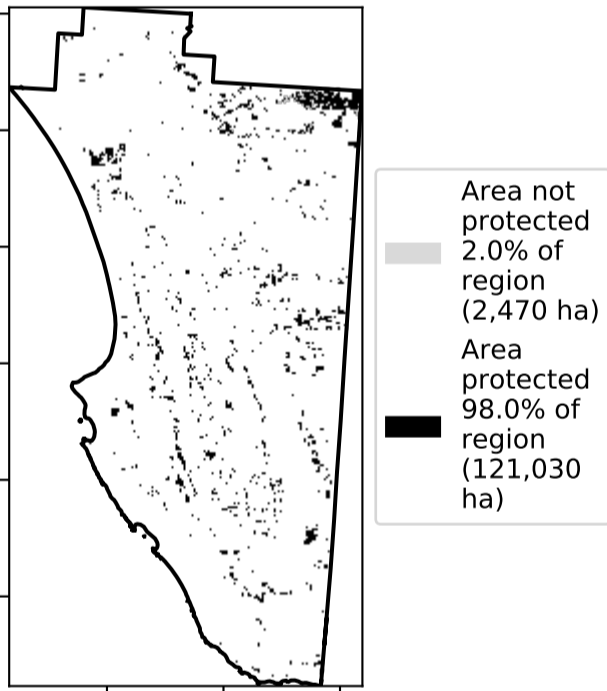 Area not
protected
2.0% of
region
(2,470 ha)
Area
protected
98.0% of
region
(121,030
ha)